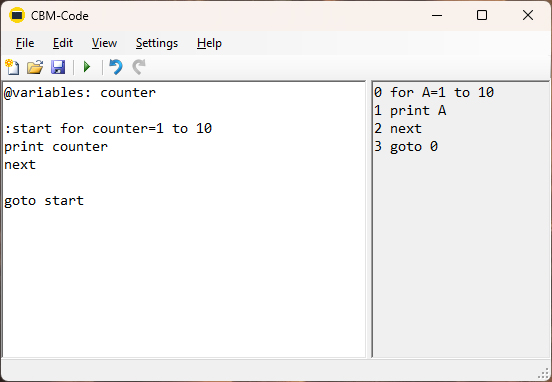 CBM-Code
File Edit View Settings Help
@variables: counter
:start for counter=1 to 10
print counter
next
goto start
0 for A=1 to 10
1 print A
2 next
3 goto 0